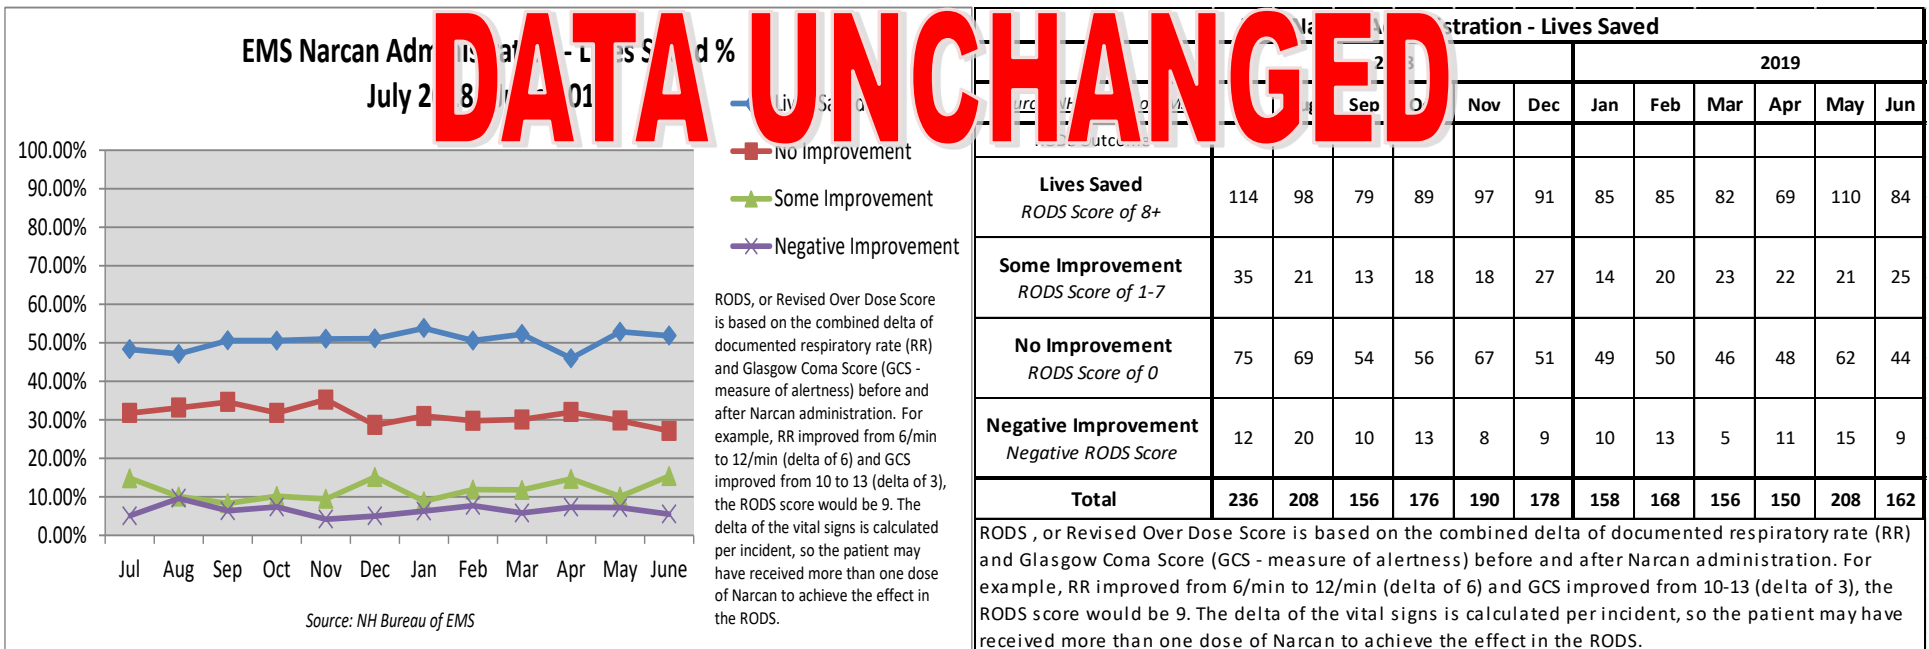 DATA UNCHANGED
EMS Narcan Administration - Lives Saved %
July 2018 - June 2019
Lives Saved
No Improvement
Some Improvement
Negative Improvement
100.00%
90.00%
80.00%
70.00%
60.00%
50.00%
40.00%
30.00%
20.00%
10.00%
0.00%
Jul Aug Sep Oct Nov Dec Jan Feb Mar Apr May June
Source: NH Bureau of EMS
RODS, or Revised Over Dose Score
is based on the combined delta of
documented respiratory rate (RR)
and Glasgow Coma Score (GCS -
measure of alertness) before and
after Narcan administration. For
example, RR improved from 6/min
to 12/min (delta of 6) and GCS
improved from 10 to 13 (delta of 3),
the RODS score would be 9. The
delta of the vital signs is calculated
per incident, so the patient may
have received more than one dose
of Narcan to achieve the effect in
the RODS.
Administration - Lives Saved
2018 2019
Aug Sep Oct Nov Dec Jan Feb Mar Apr May Jun
RODS Outcome
Lives Saved
RODS Score of 8+
114 98 79 89 97 91 85 85 82 69 110 84
Some Improvement
RODS Score of 1-7
35 21 13 18 18 27 14 20 23 22 21 25
No Improvement
RODS Score of 0
75 69 54 56 67 51 49 50 46 48 62 44
Negative Improvement
Negative RODS Score
12 20 10 13 8 9 10 13 5 11 15 9
Total 236 208 156 176 190 178 158 168 156 150 208 162
RODS , or Revised Over Dose Score is based on the combined delta of documented respiratory rate (RR)
and Glasgow Coma Score (GCS - measure of alertness) before and after Narcan administration. For
example, RR improved from 6/min to 12/min (delta of 6) and GCS improved from 10-13 (delta of 3), the
RODS score would be 9. The delta of the vital signs is calculated per incident, so the patient may have
received more than one dose of Narcan to achieve the effect in the RODS.